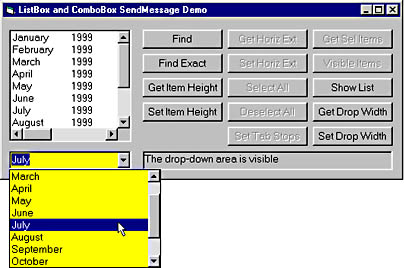 ListBox and ComboBox SendMessage Demo
January 1999
February 1999
March 1999
April 1999
May 1999
June 1999
July 1999
August 1999
Find
Get Horiz Ext
Get Sel Items
Find Exact
Set Horiz Ext
Visible Items
Get Item Height
Select All
Show List
Set Item Height
Deselect All
Get Drop Width
Set Tab Stops
Set Drop Width
July
The drop-down area is visible
March
April
May
June
July
August
September
October